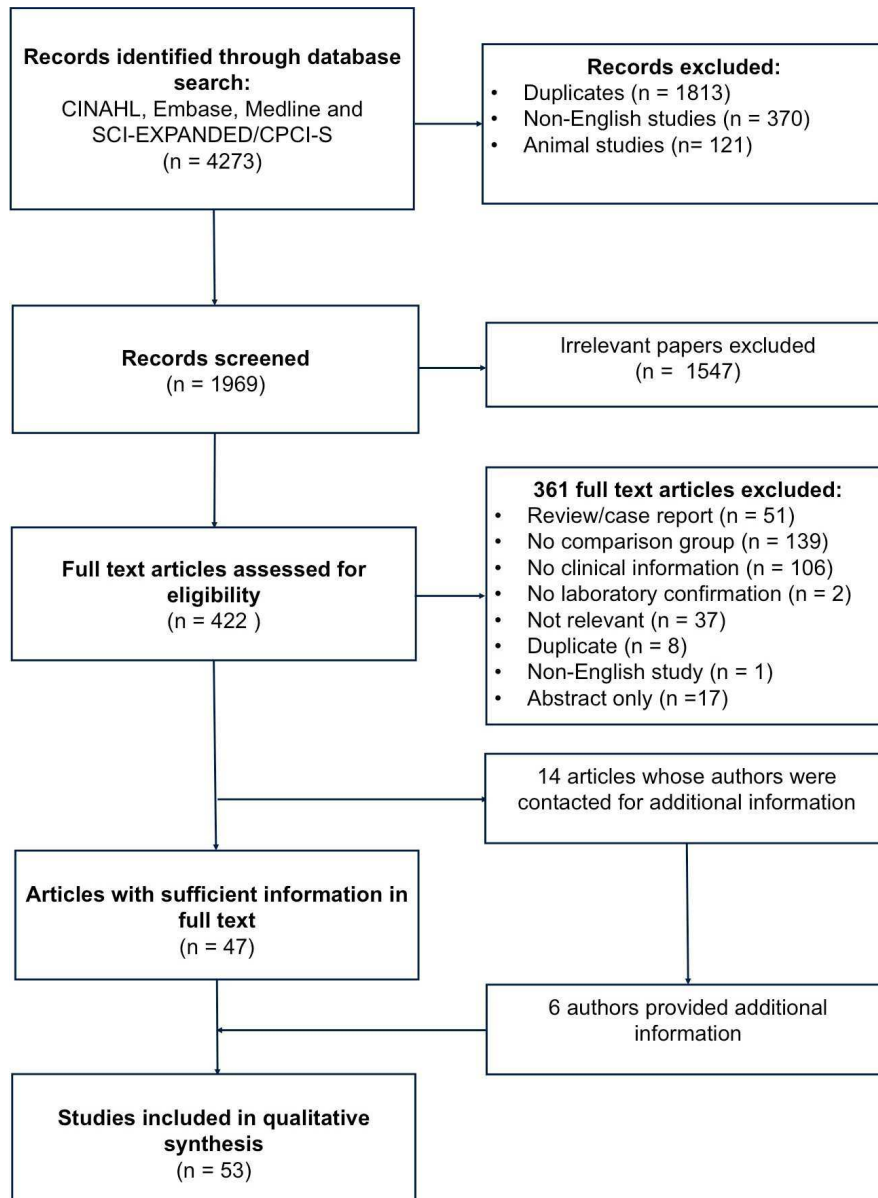 Records identified through database
search:
CINAHL, Embase, Medline and
SCI-EXPANDED/CPCI-S
(n = 4273)
Records excluded:
• Duplicates (n = 1813)
• Non-English studies (n = 370)
• Animal studies (n= 121)
Records screened
(n = 1969)
Irrelevant papers excluded
(n = 1547)
Full text articles assessed for
eligibility
(n = 422 )
361 full text articles excluded:
• Review/case report (n = 51)
• No comparison group (n = 139)
• No clinical information (n = 106)
• No laboratory confirmation (n = 2)
• Not relevant (n = 37)
• Duplicate (n = 8)
• Non-English study (n = 1)
• Abstract only (n =17)
14 articles whose authors were
contacted for additional information
Articles with sufficient information in
full text
(n = 47)
6 authors provided additional
information
Studies included in qualitative
synthesis
(n = 53)